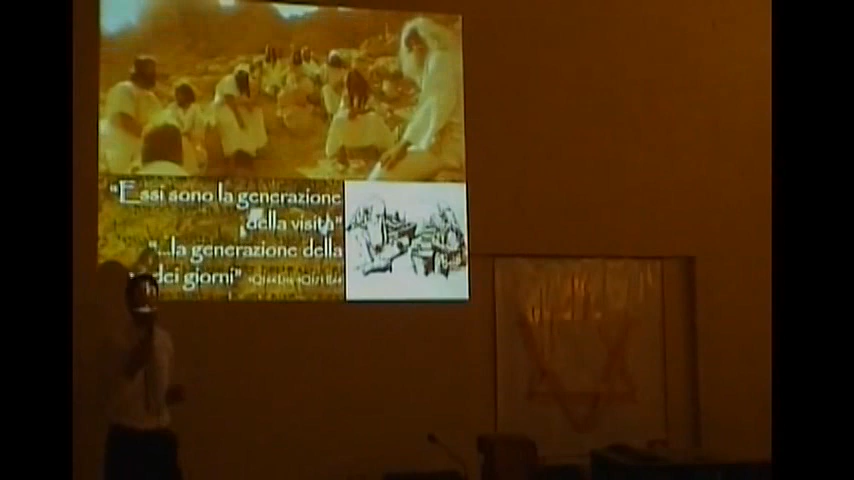 "Essi sono la generazione
della visita"
"...la generazione della
dei giorni"